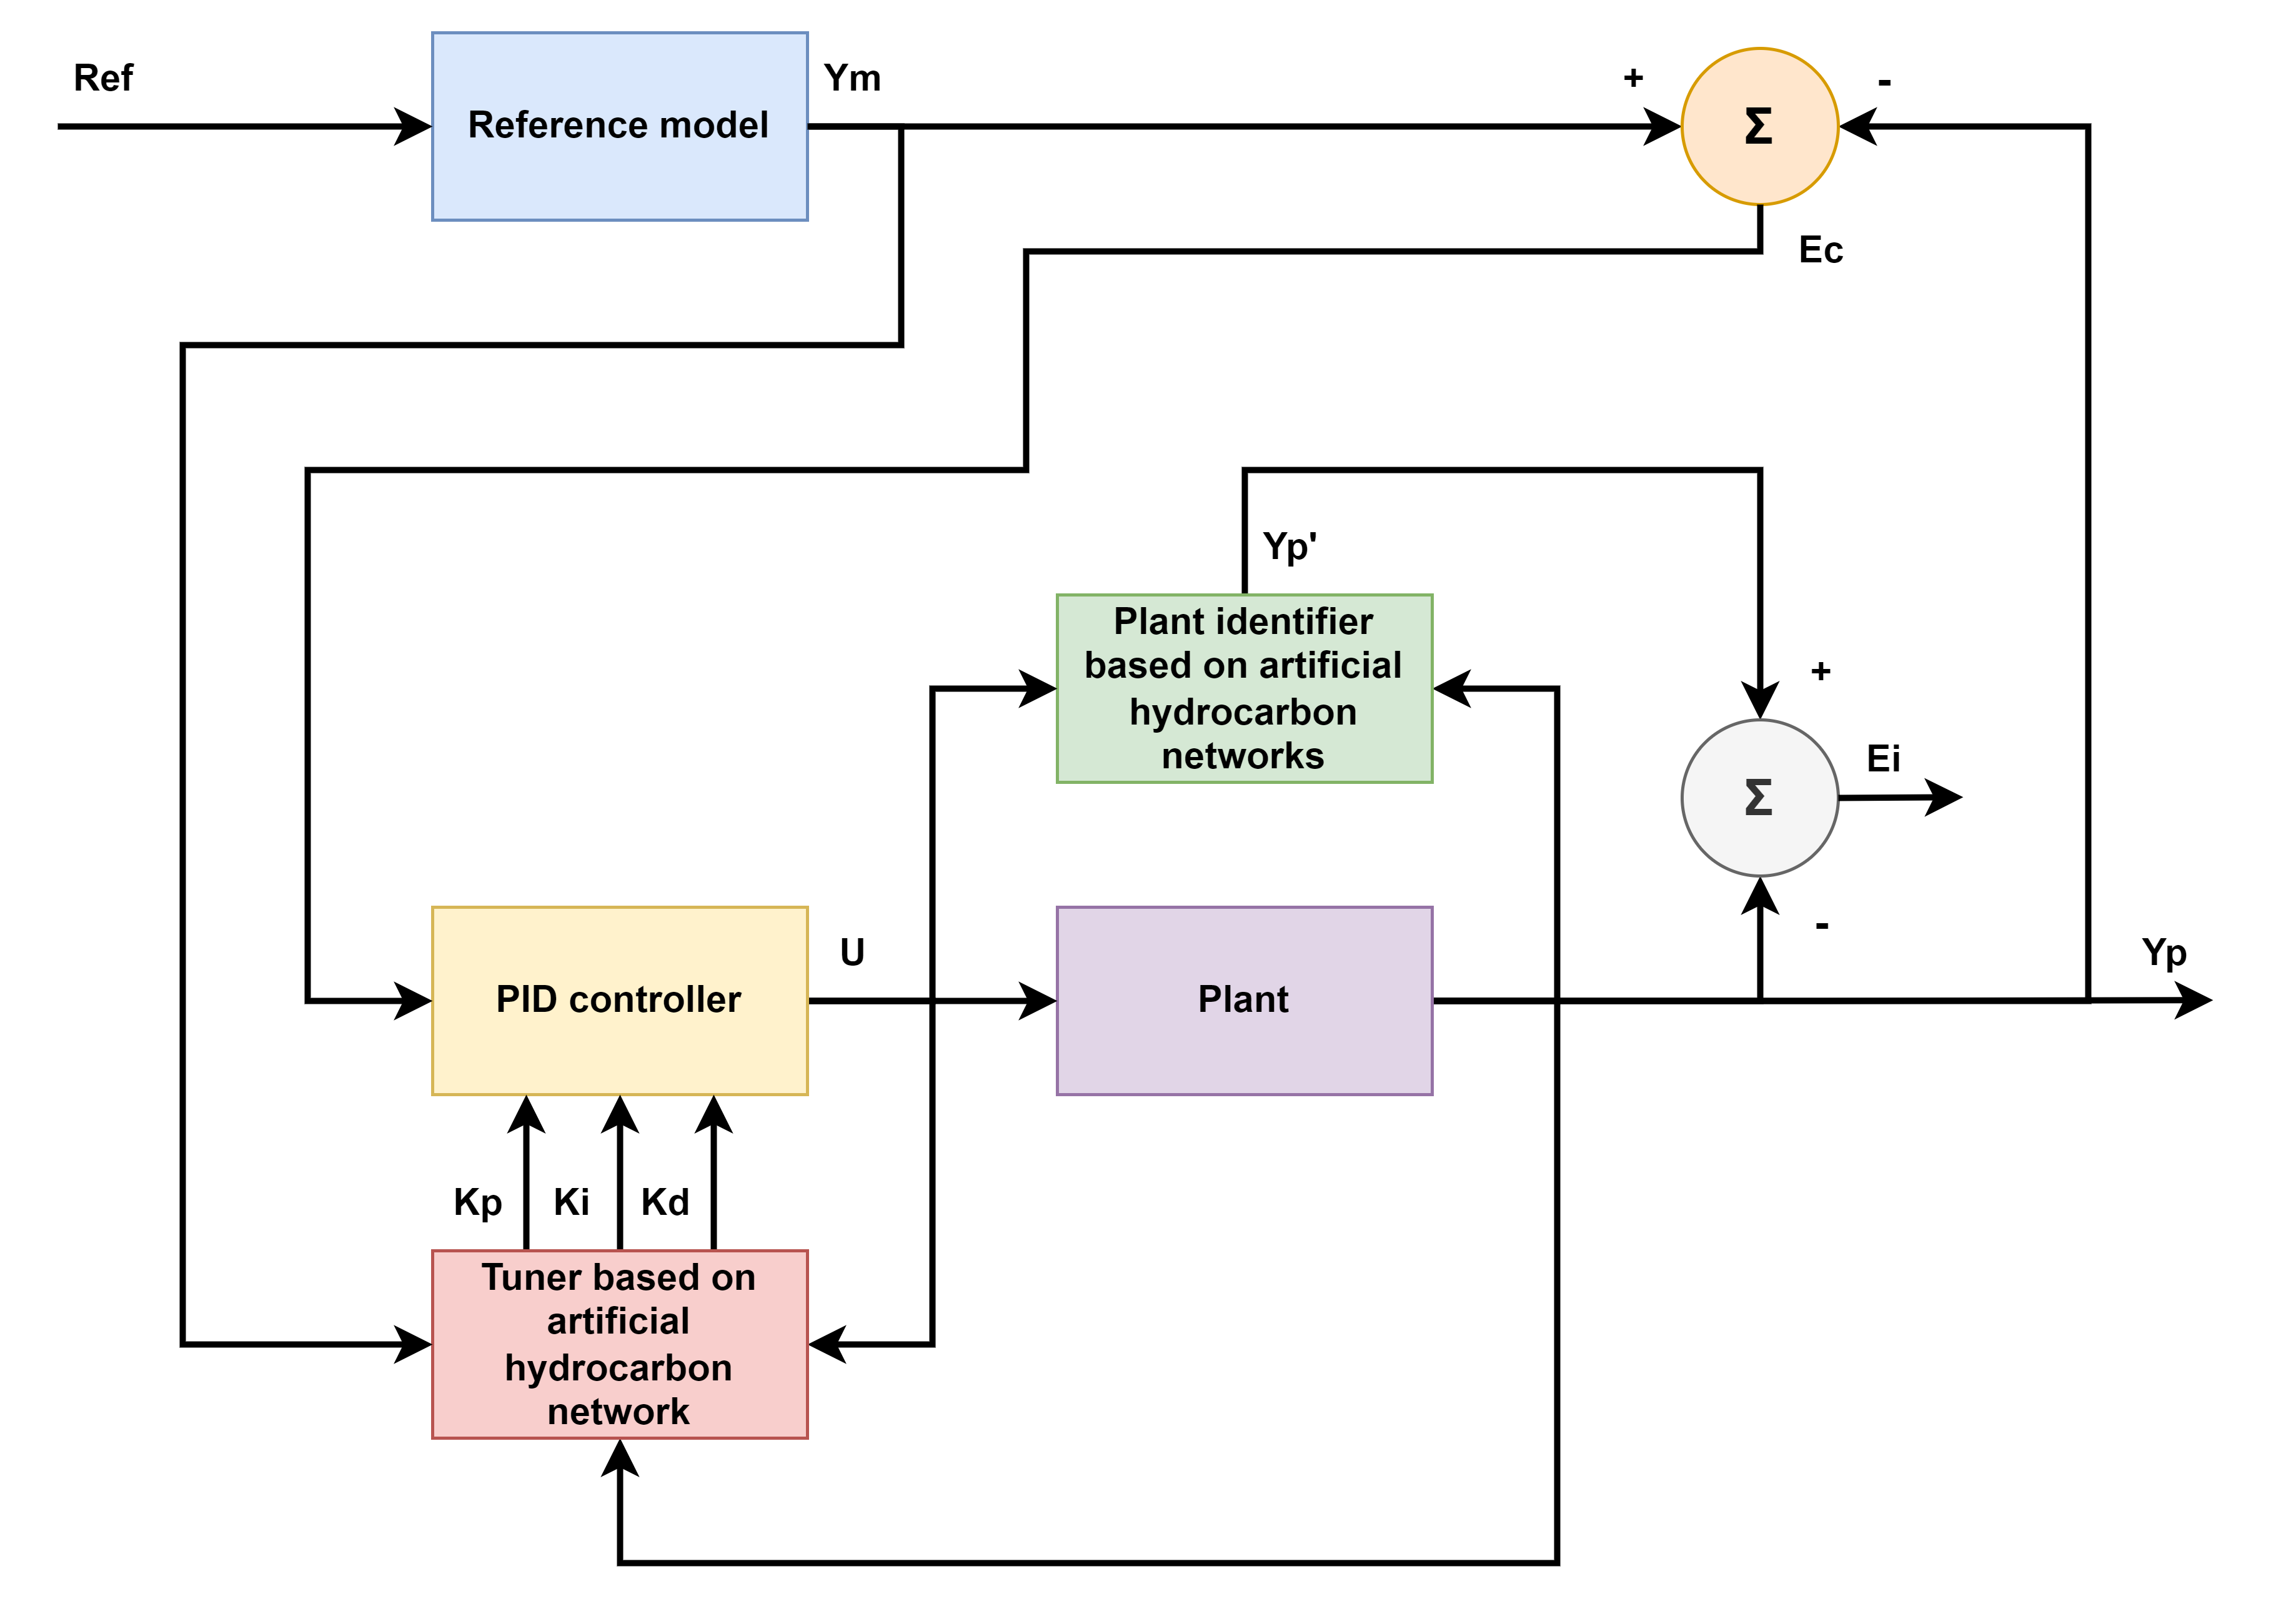 Ref
Reference model
Ym
+
Σ
-
Ec
Yp'
Plant identifier
based on artificial
hydrocarbon
networks
+
Σ
Ei
-
PID controller
U
Plant
Yp
Kp
Ki
Kd
Tuner based on
artificial
hydrocarbon
network